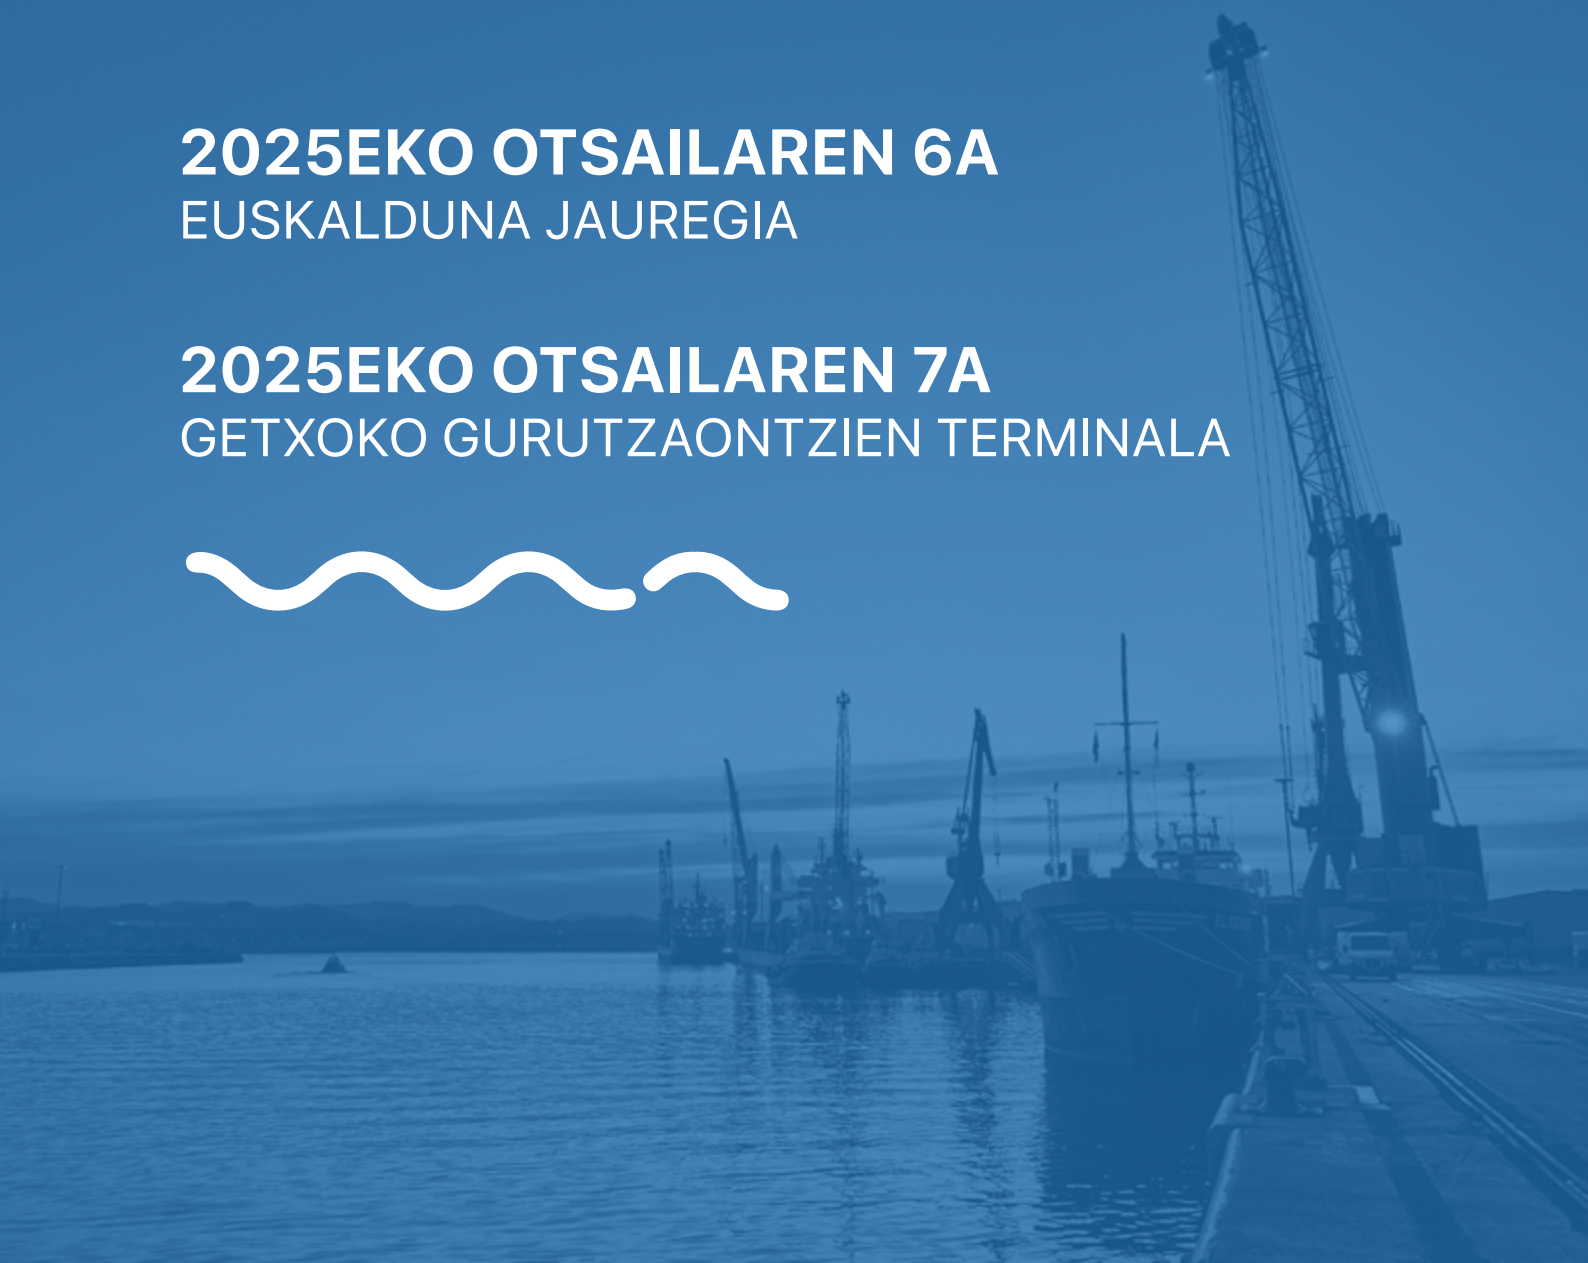 2025EKO OTSAILAREN 6A
EUSKALDUNA JAUREGIA
2025EKO OTSAILAREN 7A
GETXOKO GURUTZAONTZIEN TERMINALA